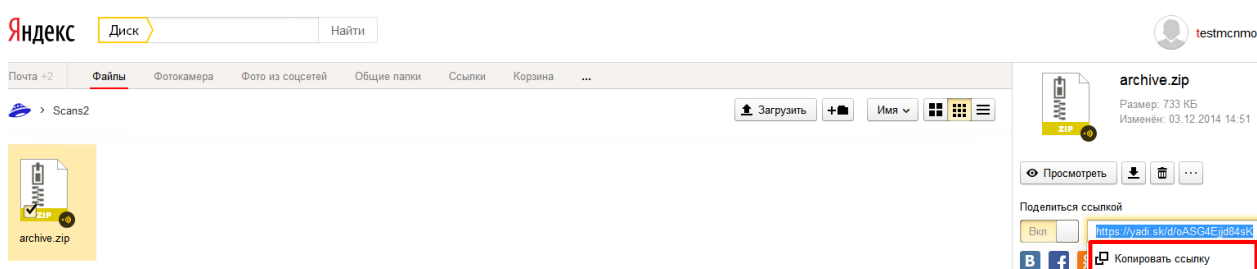 Яндекс Диск Найти testmcnmo
Почта +2 Файлы Фотокамера Фото из соцсетей Общие папки Ссылки Корзина ...
archive.zip
Размер: 733 КБ
Изменён: 03.12.2014 14:51
Scans2 Загрузить Имя
ZIP
Просмотреть ...
ZIP
archive.zip
Поделиться ссылкой
Вкл https://yadi.sk/d/oASG4Ejjd84sK
Копировать ссылку